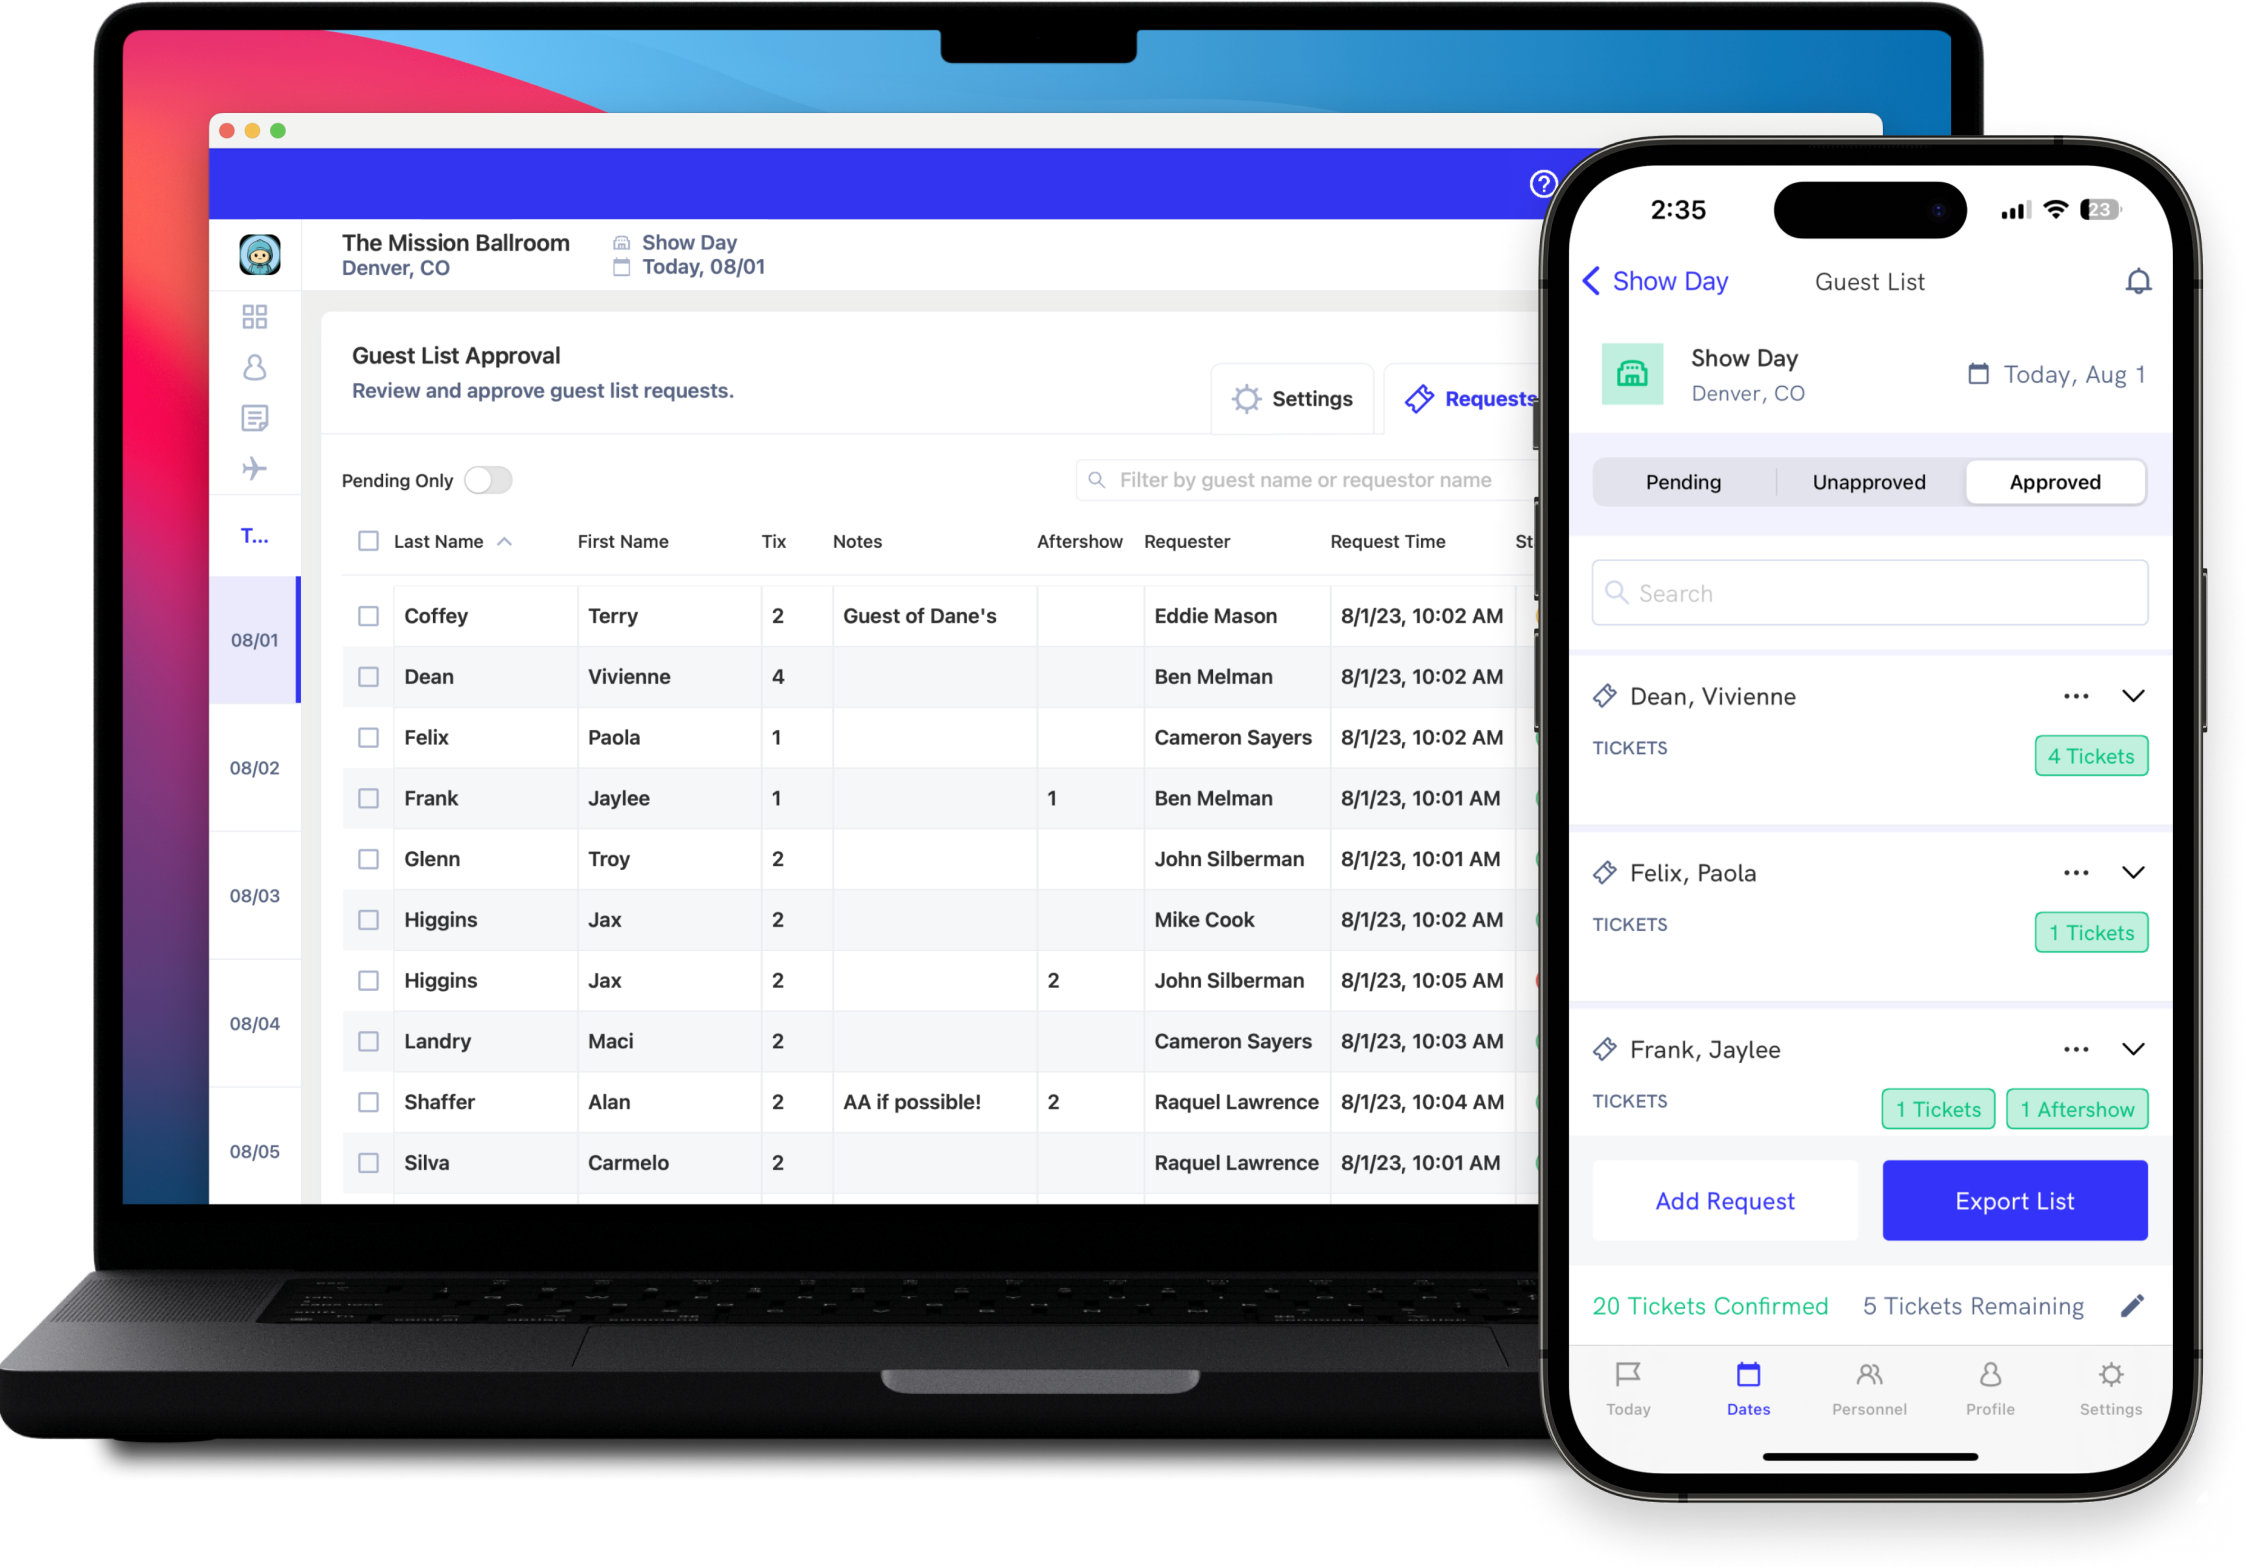 The Mission Ballroom
Denver, CO
Show Day
Today, 08/01
Guest List Approval
Review and approve guest list requests.
Settings
Requests
Pending Only
Filter by guest name or requestor name
T...
08/01
08/02
08/03
08/04
08/05
Last Name First Name Tix Notes Aftershow Requester Request Time
Coffey Terry 2 Guest of Dane's Eddie Mason 8/1/23, 10:02 AM
Dean Vivienne 4 Ben Melman 8/1/23, 10:02 AM
Felix Paola 1 Cameron Sayers 8/1/23, 10:02 AM
Frank Jaylee 1 1 Ben Melman 8/1/23, 10:01 AM
Glenn Troy 2 John Silberman 8/1/23, 10:01 AM
Higgins Jax 2 Mike Cook 8/1/23, 10:02 AM
Higgins Jax 2 2 John Silberman 8/1/23, 10:05 AM
Landry Maci 2 Cameron Sayers 8/1/23, 10:03 AM
Shaffer Alan 2 AA if possible! 2 Raquel Lawrence 8/1/23, 10:04 AM
Silva Carmelo 2 Raquel Lawrence 8/1/23, 10:01 AM
2:35
23
Show Day
Guest List
Show Day
Denver, CO
Today, Aug 1
Pending Unapproved Approved
Search
Dean, Vivienne
TICKETS
4 Tickets
Felix, Paola
TICKETS
1 Tickets
Frank, Jaylee
TICKETS
1 Tickets 1 Aftershow
Add Request Export List
20 Tickets Confirmed 5 Tickets Remaining
Today Dates Personnel Profile Settings